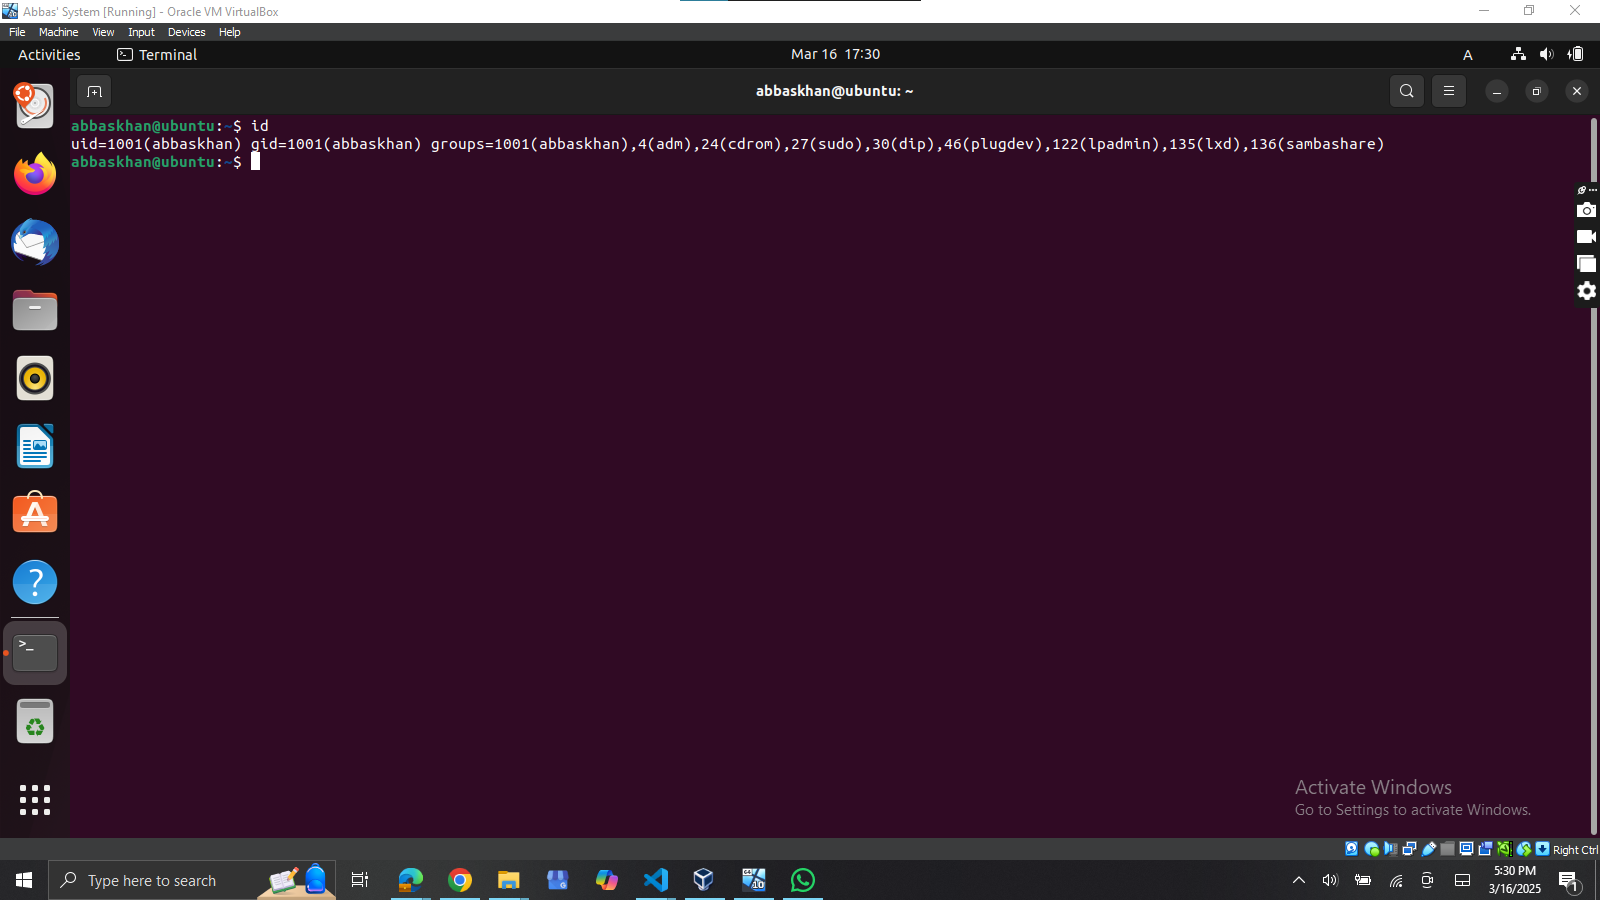 Abbas' System [Running] - Oracle VM VirtualBox
File Machine View Input Devices Help
Activities Terminal Mar 16 17:30 A
abbaskhan@ubuntu: ~
abbaskhan@ubuntu:~$ id
uid=1001(abbaskhan) gid=1001(abbaskhan) groups=1001(abbaskhan),4(adm),24(cdrom),27(sudo),30(dip),46(plugdev),122(lpadmin),135(lxd),136(sambashare)
abbaskhan@ubuntu:~$
Activate Windows
Go to Settings to activate Windows.
Right Ctrl
Type here to search
5:30 PM
3/16/2025
1